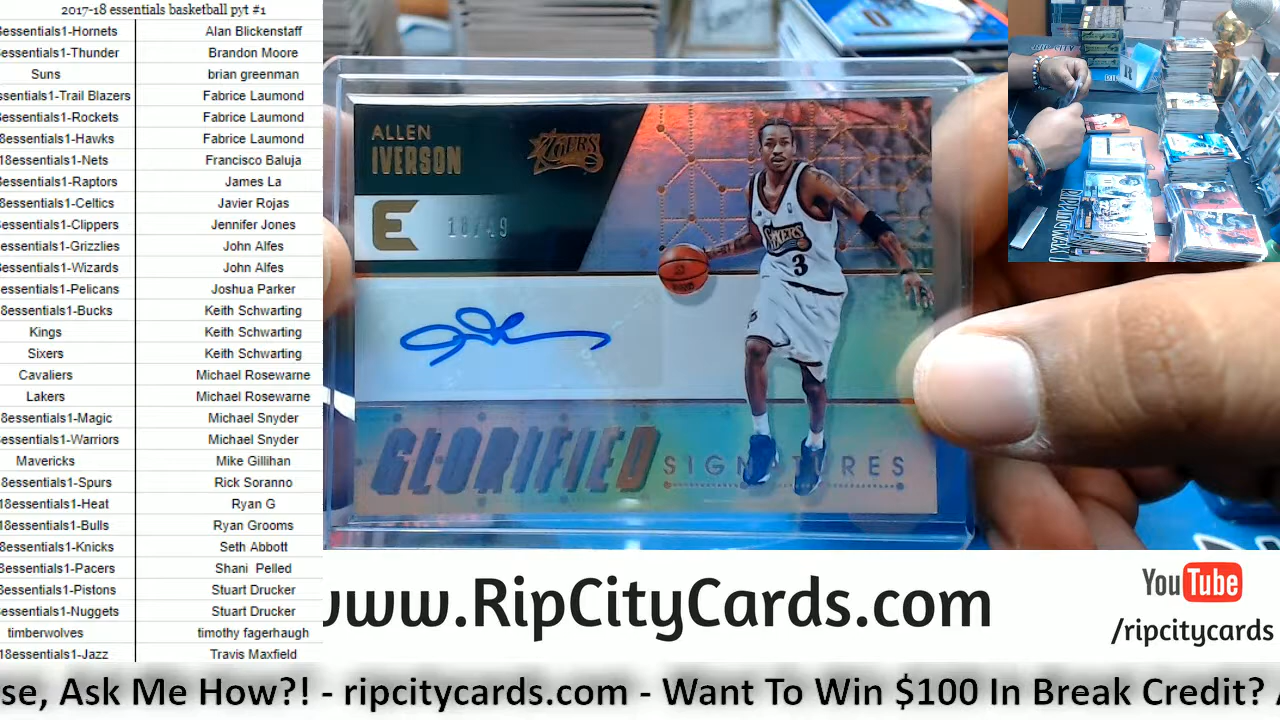 2017-18 essentials basketball pyt #1
8essentials1-Hornets Alan Blickenstaff
essentials1-Thunder Brandon Moore
Suns brian greenman
ssentials1-Trail Blazers Fabrice Laumond
essentials1-Rockets Fabrice Laumond
8essentials1-Hawks Fabrice Laumond
18essentials1-Nets Francisco Baluja
8essentials1-Raptors James La
8essentials1-Celtics Javier Rojas
essentials1-Clippers Jennifer Jones
essentials1-Grizzlies John Alfes
8essentials1-Wizards John Alfes
essentials1-Pelicans Joshua Parker
8essentials1-Bucks Keith Schwarting
Kings Keith Schwarting
Sixers Keith Schwarting
Cavaliers Michael Rosewarne
Lakers Michael Rosewarne
8essentials1-Magic Michael Snyder
essentials1-Warriors Michael Snyder
Mavericks Mike Gillihan
8essentials1-Spurs Rick Soranno
18essentials1-Heat Ryan G
18essentials1-Bulls Ryan Grooms
8essentials1-Knicks Seth Abbott
8essentials1-Pacers Shani Pelled
8essentials1-Pistons Stuart Drucker
essentials1-Nuggets Stuart Drucker
timberwolves timothy fagerhaugh
18essentials1-Jazz Travis Maxfield
ALLEN
IVERSON
76ERS
E
18/49
SIXERS
3
GLORIFIED
SIGNATURES
www.RipCityCards.com
YouTube
/ripcitycards
se, Ask Me How?! - ripcitycards.com - Want To Win $100 In Break Credit? A